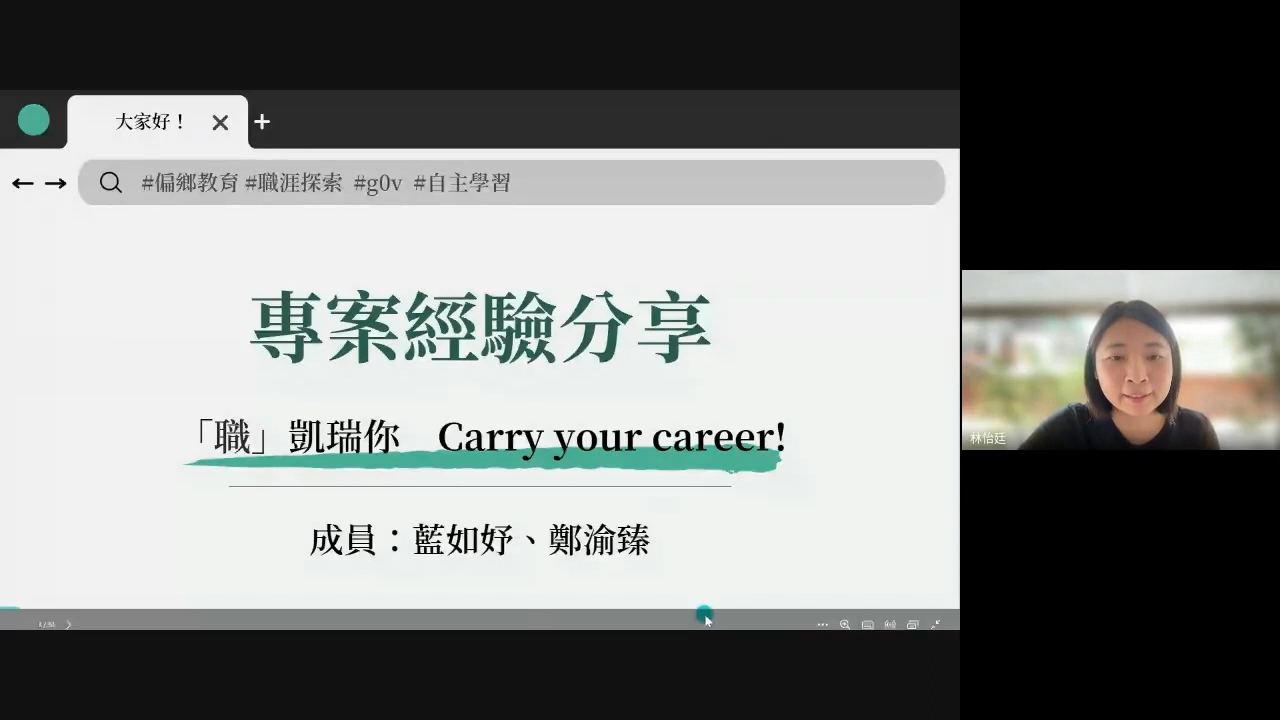 大家好！
#偏鄉教育 #職涯探索 #g0v #自主學習
專案經驗分享
「職」凱瑞你 Carry your career!
成員：藍如妤、鄭渝臻
林怡廷